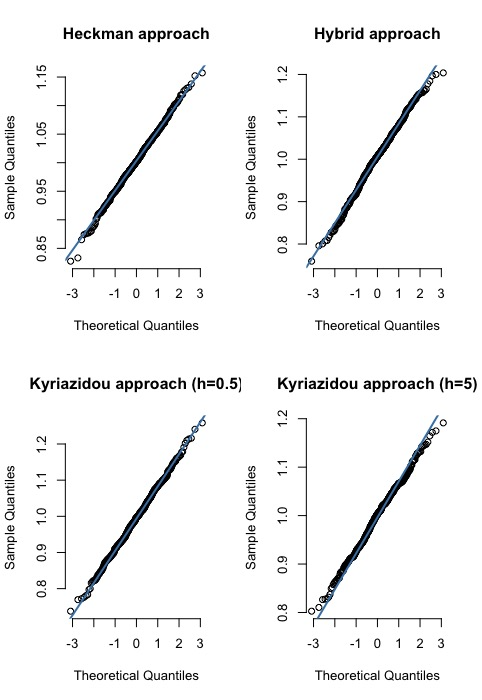 Heckman approach
Sample Quantiles
0.85 0.95 1.05 1.15
-3 -1 0 1 2 3
Theoretical Quantiles
Hybrid approach
Sample Quantiles
0.8 0.9 1.0 1.1 1.2
-3 -1 0 1 2 3
Theoretical Quantiles
Kyriazidou approach (h=0.5)
Sample Quantiles
0.8 0.9 1.0 1.1 1.2
-3 -1 0 1 2 3
Theoretical Quantiles
Kyriazidou approach (h=5)
Sample Quantiles
0.8 0.9 1.0 1.1 1.2
-3 -1 0 1 2 3
Theoretical Quantiles